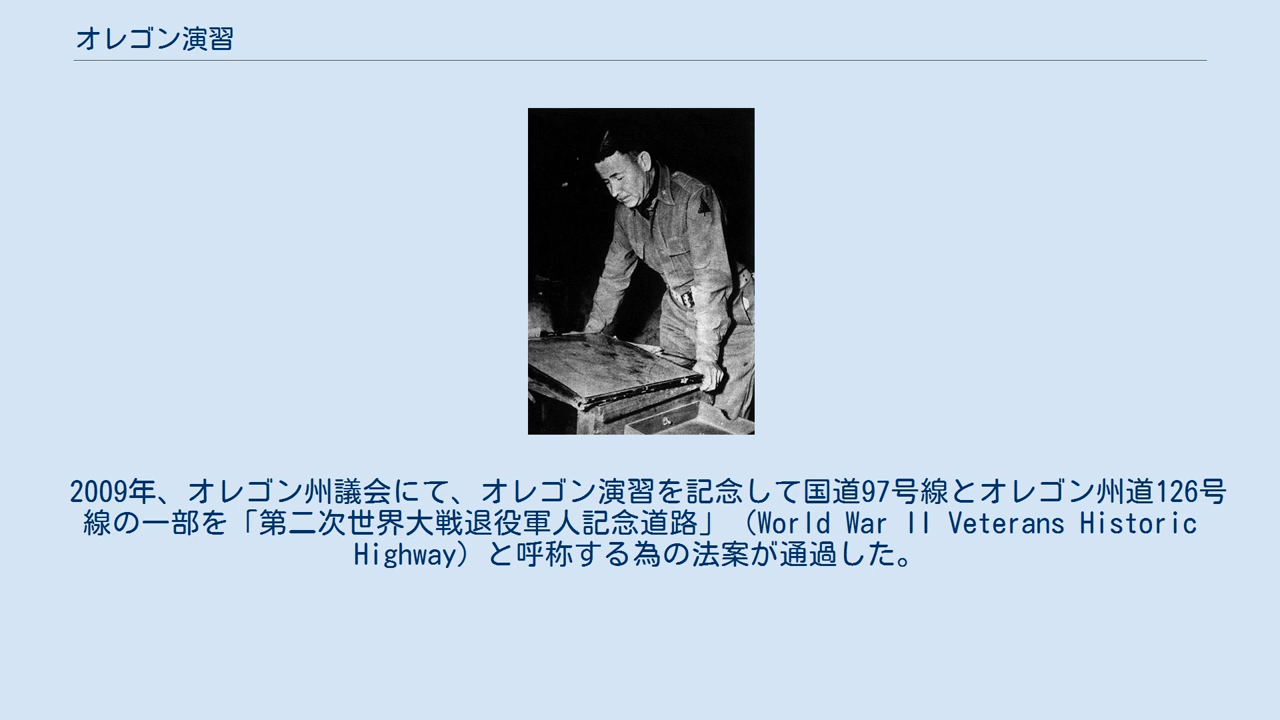 オレゴン演習
2009年、オレゴン州議会にて、オレゴン演習を記念して国道97号線とオレゴン州道126号
線の一部を「第二次世界大戦退役軍人記念道路」（World War II Veterans Historic
Highway）と呼称する為の法案が通過した。